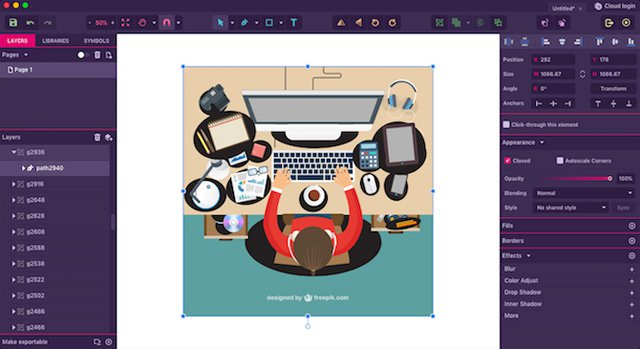 Untitled*
Cloud login
50%
LAYERS
LIBRARIES
SYMBOLS
Pages
Page 1
Layers
g2936
path2940
g2916
g2648
g2628
g2608
g2588
g2538
g2522
g2502
g2486
g2466
Make exportable
designed by freepik.com
Position X 292 Y 178
Size W 1066.67 H 1066.67
Angle R 0° Transform
Anchors
Click-through this element
Appearance
Closed Autoscale Corners
Opacity 100%
Blending Normal
Style No shared style Sync
Fills
Borders
Effects
Blur
Color Adjust
Drop Shadow
Inner Shadow
More